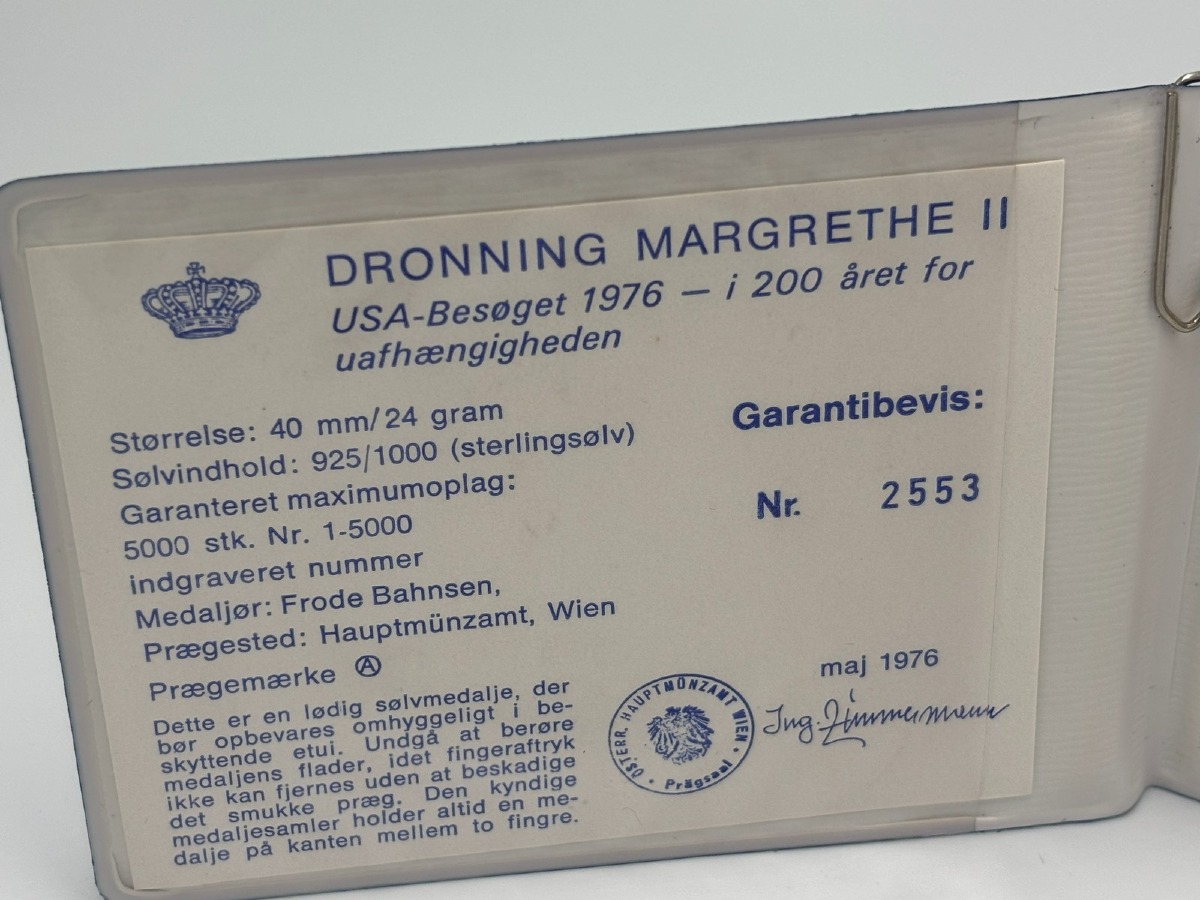 DRONNING MARGRETHE II
USA-Besøget 1976 — i 200 året for
uafhængigheden
Størrelse: 40 mm/24 gram
Sølvindhold: 925/1000 (sterlingsølv)
Garanteret maximumoplag:
5000 stk. Nr. 1-5000
indgraveret nummer
Medaljør: Frode Bahnsen,
Prægested: Hauptmünzamt, Wien
Prægemærke Ⓐ
Garantibevis:
Nr. 2553
Dette er en lødig sølvmedalje, der
bør opbevares omhyggeligt i be-
skyttende etui. Undgå at berøre
medaljens flader, idet fingeraftryk
ikke kan fjernes uden at beskadige
det smukke præg. Den kyndige
medaljesamler holder altid en me-
dalje på kanten mellem to fingre.
ÖSTERR. HAUPTMÜNZAMT WIEN
Prägsaal
maj 1976
Ing. Zimmermann